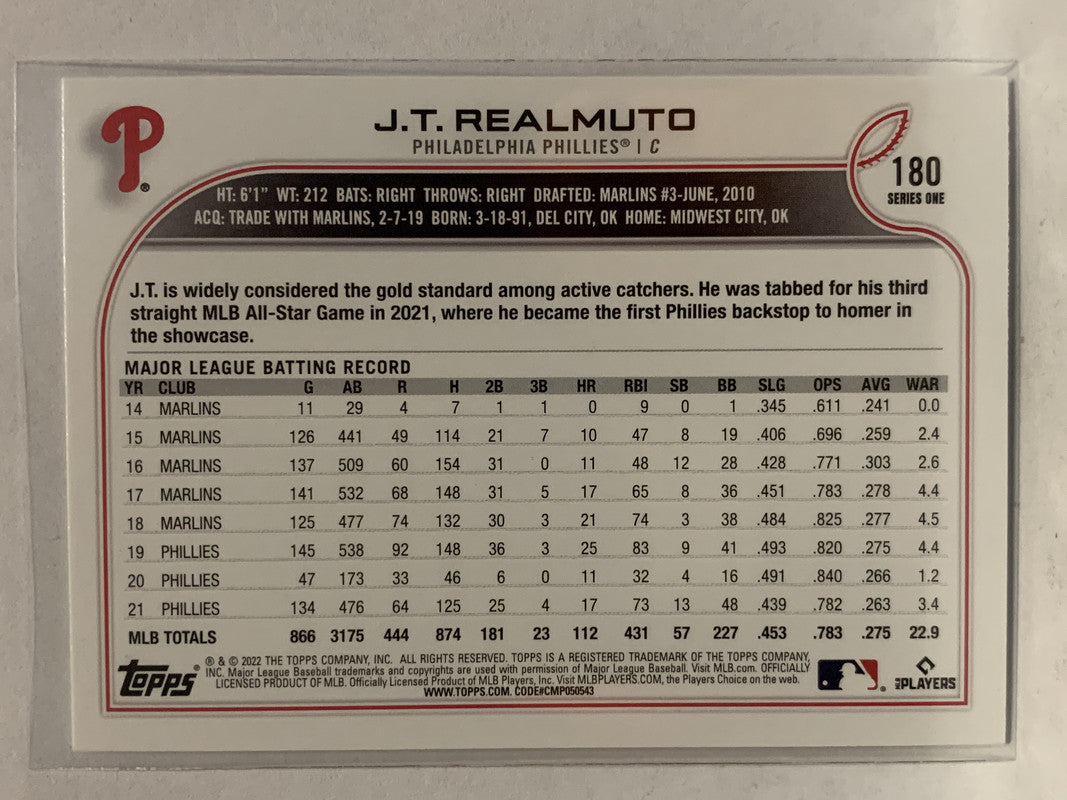 P®
J.T. REALMUTO
PHILADELPHIA PHILLIES® | C
180
SERIES ONE
HT: 6'1" WT: 212 BATS: RIGHT THROWS: RIGHT DRAFTED: MARLINS #3-JUNE, 2010
ACQ: TRADE WITH MARLINS, 2-7-19 BORN: 3-18-91, DEL CITY, OK HOME: MIDWEST CITY, OK
J.T. is widely considered the gold standard among active catchers. He was tabbed for his third
straight MLB All-Star Game in 2021, where he became the first Phillies backstop to homer in
the showcase.
MAJOR LEAGUE BATTING RECORD
YR CLUB G AB R H 2B 3B HR RBI SB BB SLG OPS AVG WAR
14 MARLINS 11 29 4 7 1 1 0 9 0 1 .345 .611 .241 0.0
15 MARLINS 126 441 49 114 21 7 10 47 8 19 .406 .696 .259 2.4
16 MARLINS 137 509 60 154 31 0 11 48 12 28 .428 .771 .303 2.6
17 MARLINS 141 532 68 148 31 5 17 65 8 36 .451 .783 .278 4.4
18 MARLINS 125 477 74 132 30 3 21 74 3 38 .484 .825 .277 4.5
19 PHILLIES 145 538 92 148 36 3 25 83 9 41 .493 .820 .275 4.4
20 PHILLIES 47 173 33 46 6 0 11 32 4 16 .491 .840 .266 1.2
21 PHILLIES 134 476 64 125 25 4 17 73 13 48 .439 .782 .263 3.4
MLB TOTALS 866 3175 444 874 181 23 112 431 57 227 .453 .783 .275 22.9
Topps®
® & © 2022 THE TOPPS COMPANY, INC. ALL RIGHTS RESERVED. TOPPS IS A REGISTERED TRADEMARK OF THE TOPPS COMPANY,
INC. Major League Baseball trademarks and copyrights are used with permission of Major League Baseball. Visit MLB.com. OFFICIALLY
LICENSED PRODUCT OF MLB. Officially Licensed Product of MLB Players, Inc. Visit MLBPLAYERS.COM, the Players Choice on the web.
WWW.TOPPS.COM. CODE#CMP050543
MLB PLAYERS